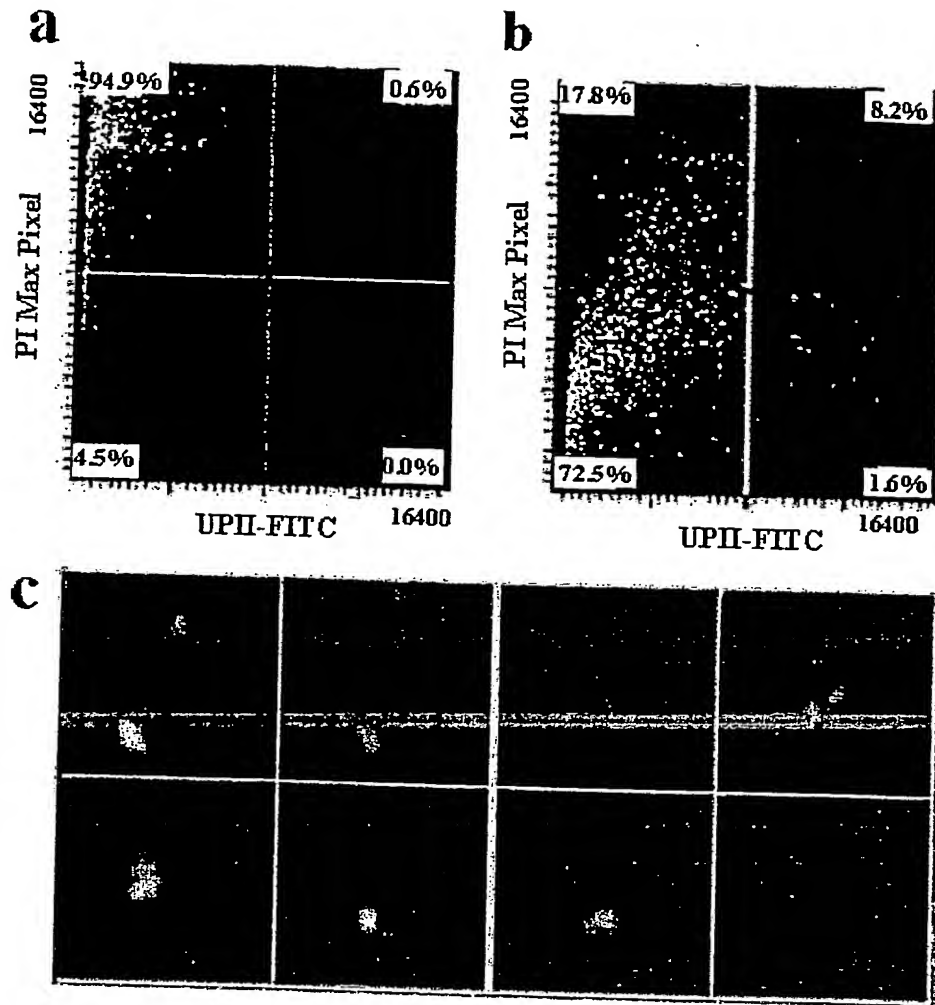 a
94.9%
0.6%
16400
PI Max Pixel
4.5%
0.0%
UPII-FITC
16400
b
17.8%
8.2%
16400
PI Max Pixel
72.5%
1.6%
UPII-FITC
16400
c